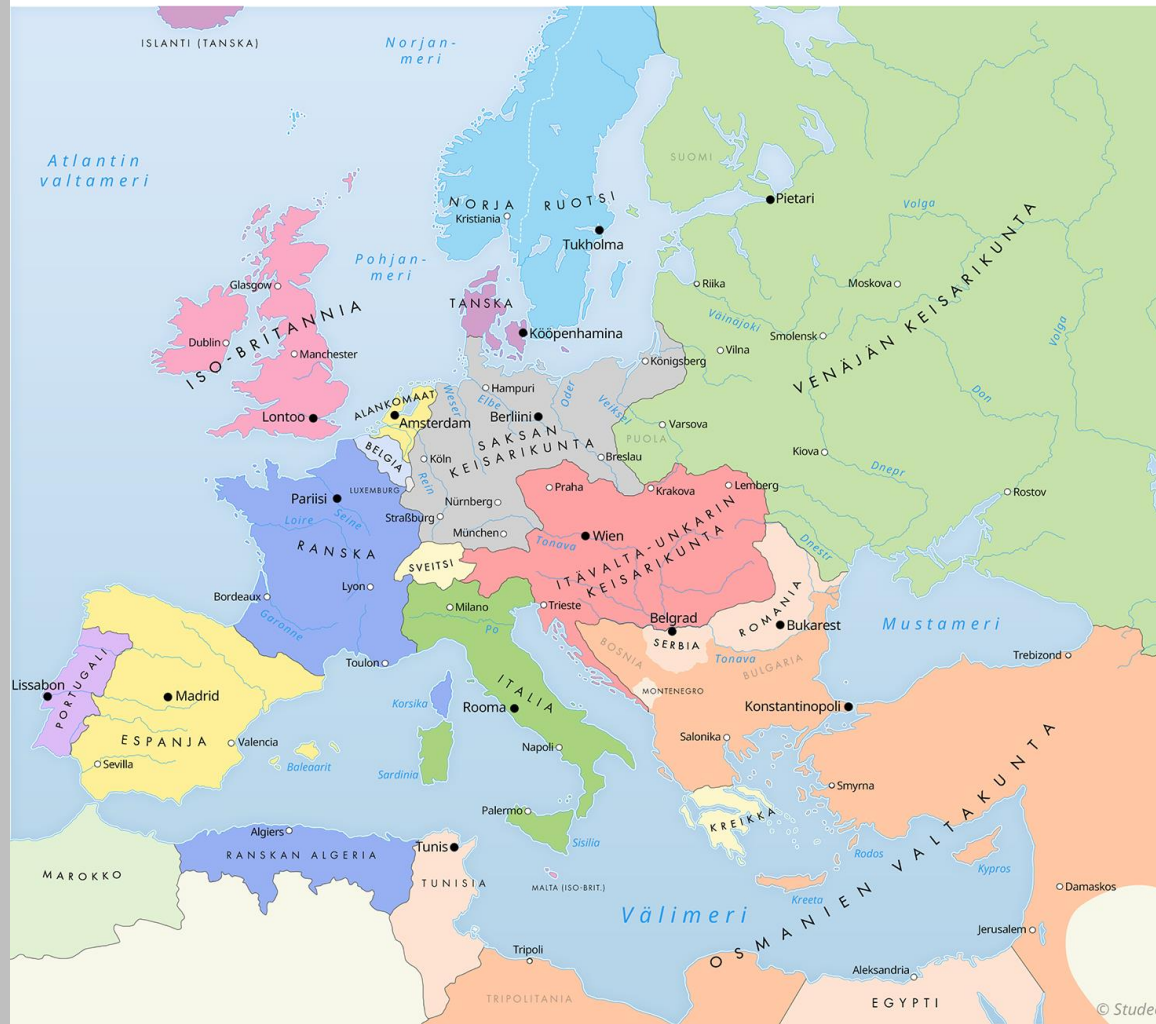 ISLANTI (TANSKA)
Norjan-
meri
Atlantin
valtameri
SUOMI
Pietari
NORJA
RUOTSI
Kristiania
Tukholma
Volga
Pohjan-
meri
Glasgow
TANSKA
Riika
Moskova
VENÄJÄN KEISARIKUNTA
ISO-BRITANNIA
Väinäjoki
Volga
Dublin
Kööpenhamina
Smolensk
Manchester
Königsberg
Vilna
Hampuri
ALANKOMAAT
Weser
Elbe
Oder
Veiksel
Don
Lontoo
Amsterdam
Berliini
Varsova
SAKSAN
KEISARIKUNTA
PUOLA
BELGIA
Köln
Breslau
Kiova
Dnepr
Rein
LUXEMBURG
Praha
Krakova
Lemberg
Rostov
Pariisi
Nürnberg
Seine
Loire
Straßburg
München
Wien
Tonava
ITÄVALTA-UNKARIN
KEISARIKUNTA
Dnestr
RANSKA
SVEITSI
Lyon
Bordeaux
Milano
Trieste
ROMANIA
Garonne
Po
Belgrad
Bukarest
Mustameri
SERBIA
BOSNIA
Tonava
BULGARIA
Toulon
Trebizond
PORTUGALI
Lissabon
Madrid
MONTENEGRO
Korsika
ITALIA
Rooma
Konstantinopoli
ESPANJA
Valencia
Napoli
Salonika
Sevilla
Baleaarit
Sardinia
Smyrna
OSMANIEN VALTAKUNTA
Palermo
KREIKKA
Algiers
Sisilia
Tunis
Rodos
RANSKAN ALGERIA
Kypros
MAROKKO
TUNISIA
MALTA (ISO-BRIT.)
Damaskos
Kreeta
Välimeri
Jerusalem
Tripoli
Aleksandria
TRIPOLITANIA
EGYPTI
© Studeo